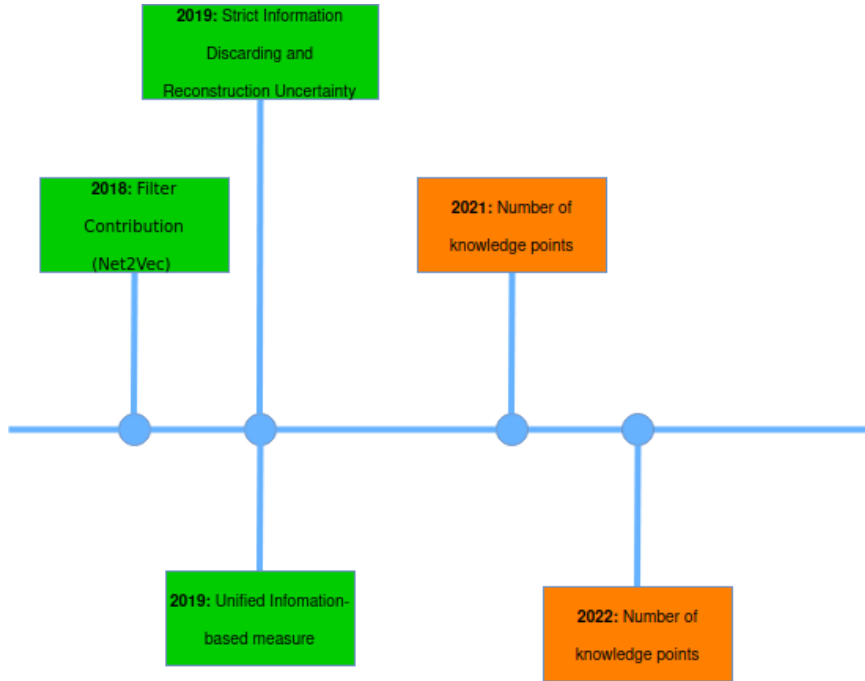 2019: Strict Information
Discarding and
Reconstruction Uncertainty
2018: Filter
Contribution
(Net2Vec)
2021: Number of
knowledge points
2019: Unified Infomation-
based measure
2022: Number of
knowledge points